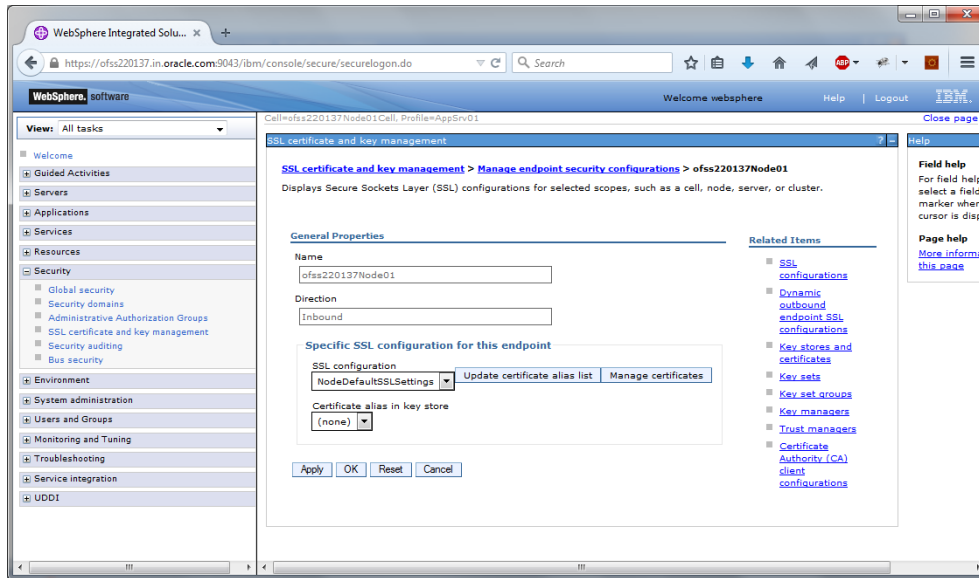 WebSphere Integrated Solu... × +
https://ofss220137.in.oracle.com:9043/ibm/console/secure/securelogon.do
Search
ABP
WebSphere. software
Welcome websphere
Help | Logout
IBM.
View: All tasks
Welcome
Guided Activities
Servers
Applications
Services
Resources
Security
Global security
Security domains
Administrative Authorization Groups
SSL certificate and key management
Security auditing
Bus security
Environment
System administration
Users and Groups
Monitoring and Tuning
Troubleshooting
Service integration
UDDI
Cell=ofss220137Node01Cell, Profile=AppSrv01
Close page
SSL certificate and key management
? –
SSL certificate and key management > Manage endpoint security configurations > ofss220137Node01
Displays Secure Sockets Layer (SSL) configurations for selected scopes, such as a cell, node, server, or cluster.
General Properties
Name
ofss220137Node01
Direction
Inbound
Specific SSL configuration for this endpoint
SSL configuration
NodeDefaultSSLSettings
Update certificate alias list
Manage certificates
Certificate alias in key store
(none)
Apply OK Reset Cancel
Related Items
SSL
configurations
Dynamic
outbound
endpoint SSL
configurations
Key stores and
certificates
Key sets
Key set groups
Key managers
Trust managers
Certificate
Authority (CA)
client
configurations
Help
Field help
For field help
select a field
marker when
cursor is disp
Page help
More informa
this page